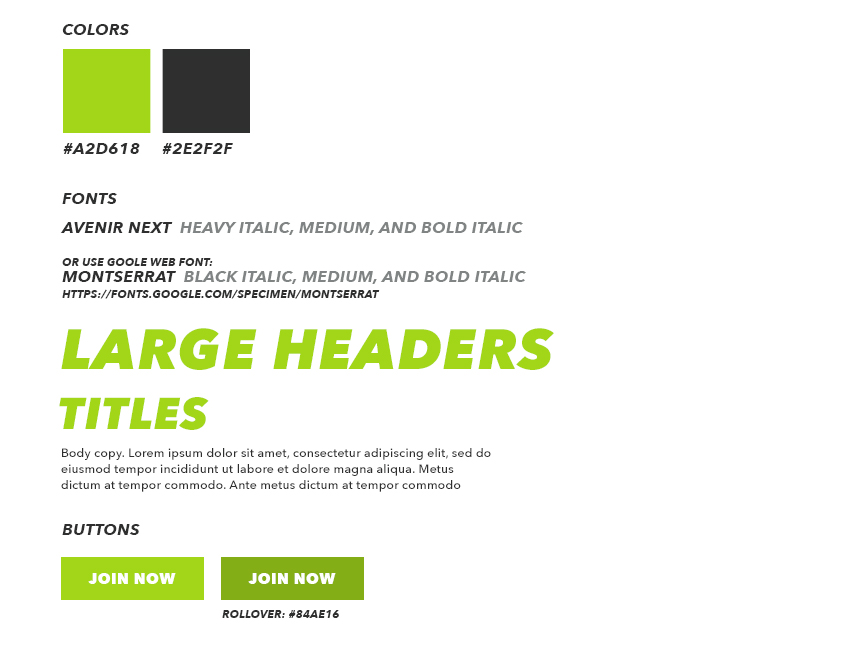 COLORS
#A2D618 #2E2F2F
FONTS
AVENIR NEXT HEAVY ITALIC, MEDIUM, AND BOLD ITALIC
OR USE GOOLE WEB FONT:
MONTSERRAT BLACK ITALIC, MEDIUM, AND BOLD ITALIC
HTTPS://FONTS.GOOGLE.COM/SPECIMEN/MONTSERRAT
LARGE HEADERS
TITLES
Body copy. Lorem ipsum dolor sit amet, consectetur adipiscing elit, sed do
eiusmod tempor incididunt ut labore et dolore magna aliqua. Metus
dictum at tempor commodo. Ante metus dictum at tempor commodo
BUTTONS
JOIN NOW JOIN NOW
ROLLOVER: #84AE16